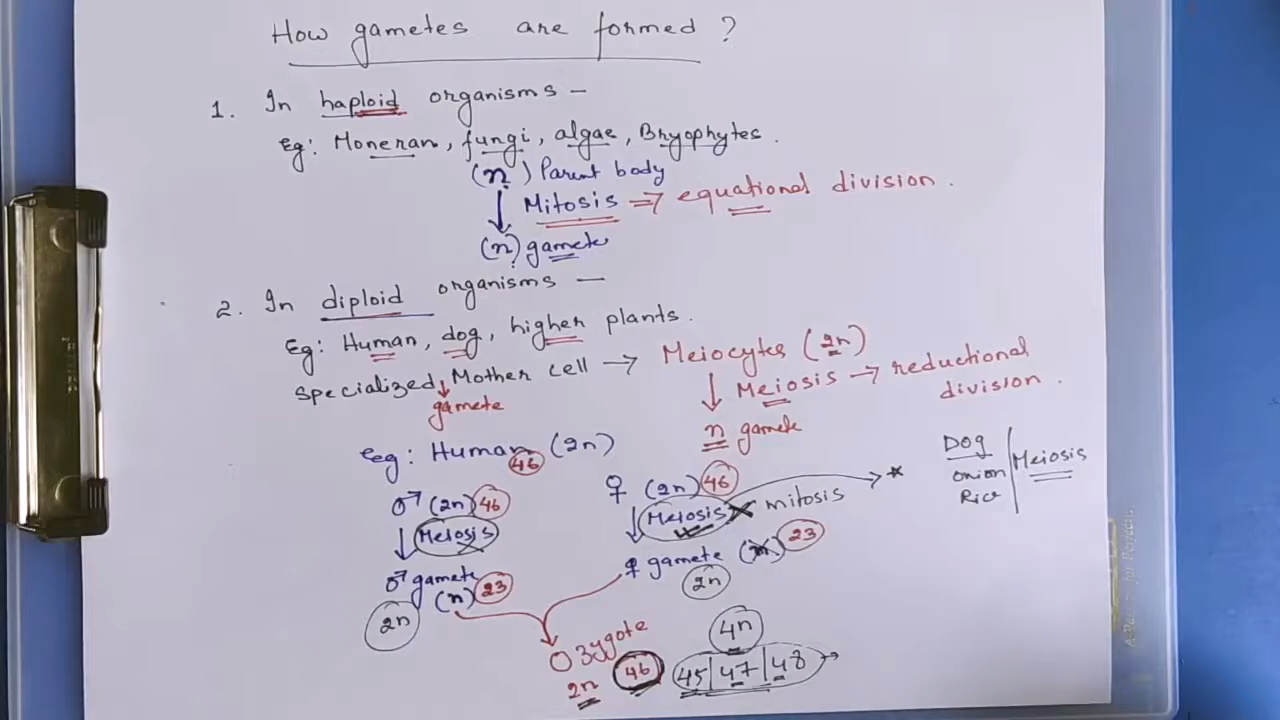 How gametes are formed ?
1. In haploid organisms -
Eg: Moneran, fungi, algae, Bryophytes.
(n) Parent body
Mitosis => equational division.
(n) gamete
2. In diploid organisms -
Eg: Human, dog, higher plants.
specialized Mother cell → Meiocytes (2n)
gamete
Meiosis → reductional division.
n gamete
Eeg: Human (2n)
46
♂ (2n) 46
Meiosis
♂ gamete
(n) 23
2n
♀ (2n) 46
Meiosis × mitosis
♀ gamete (n) 23
2n
Dog
Onion
Rice
Meiosis
O zygote
2n 46
4n
45|47|48 →